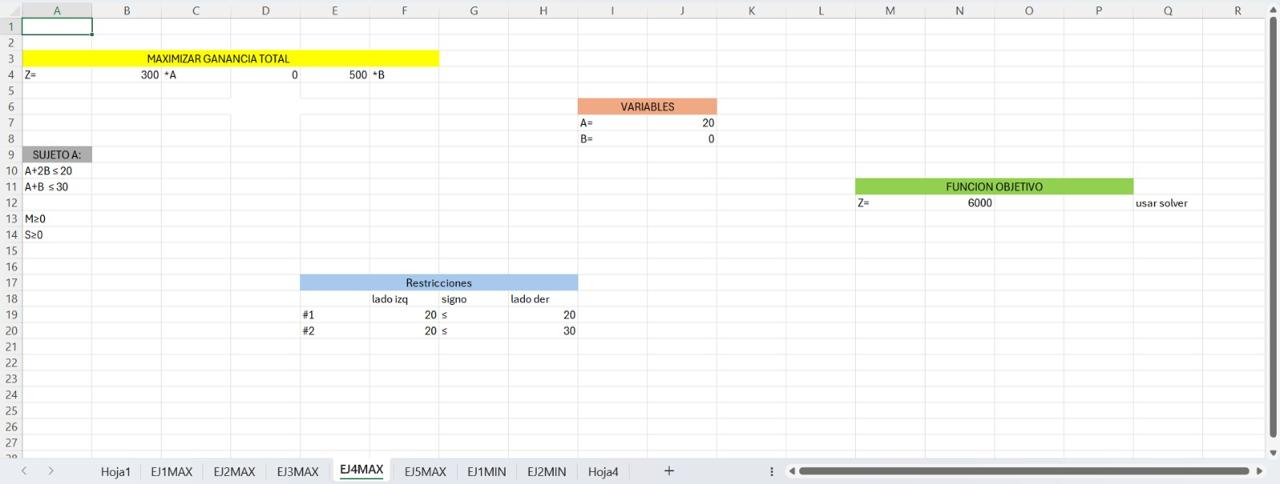 A B C D E F G H I J K L M N O P Q R
1
2
3 MAXIMIZAR GANANCIA TOTAL
4 Z= 300 *A 0 500 *B
5
6 VARIABLES
7 A= 20
8 B= 0
9 SUJETO A:
10 A+2B ≤ 20
11 A+B ≤ 30 FUNCION OBJETIVO
12 Z= 6000 usar solver
13 M≥0
14 S≥0
15
16
17 Restricciones
18 lado izq signo lado der
19 #1 20 ≤ 20
20 #2 20 ≤ 30
21
22
23
24
25
26
27
28
Hoja1 EJ1MAX EJ2MAX EJ3MAX EJ4MAX EJ5MAX EJ1MIN EJ2MIN Hoja4 +